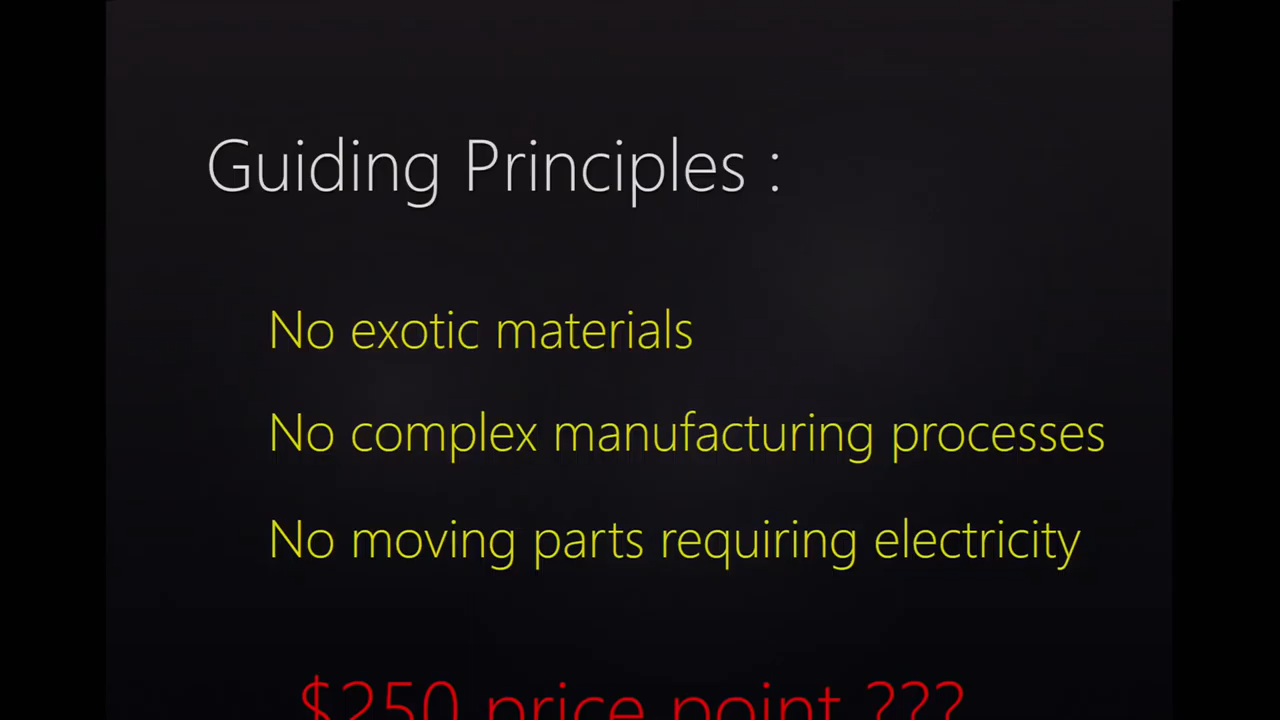 Guiding Principles :
No exotic materials
No complex manufacturing processes
No moving parts requiring electricity
$250 price point ???